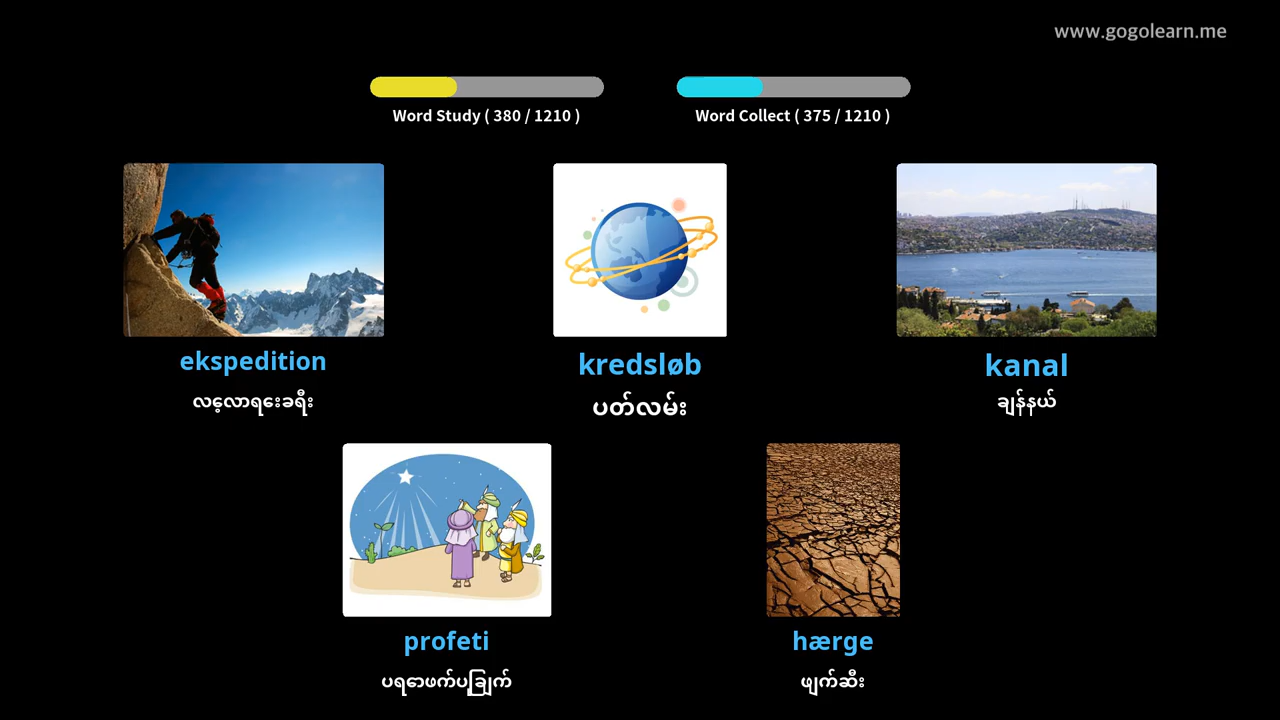 www.gogolearn.me
Word Study ( 380 / 1210 )
Word Collect ( 375 / 1210 )
ekspedition
လ့လောရေးခရီး
kredsløb
ပတ်လမ်း
kanal
ချန်နယ်
profeti
ပရောဖက်ပြုချက်
hærge
ဖျက်ဆီး